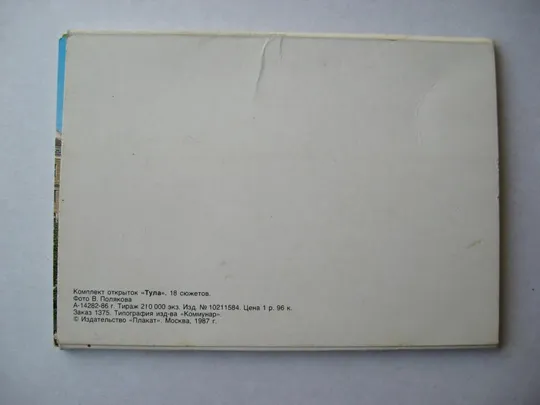 Комплект открыток «Тула». 18 сюжетов.
Фото В. Полякова
А-14282-86 г. Тираж 210 000 экз. Изд. № 10211584. Цена 1 р. 96 к.
Заказ 1375. Типография изд-ва «Коммунар».
© Издательство «Плакат». Москва, 1987 г.